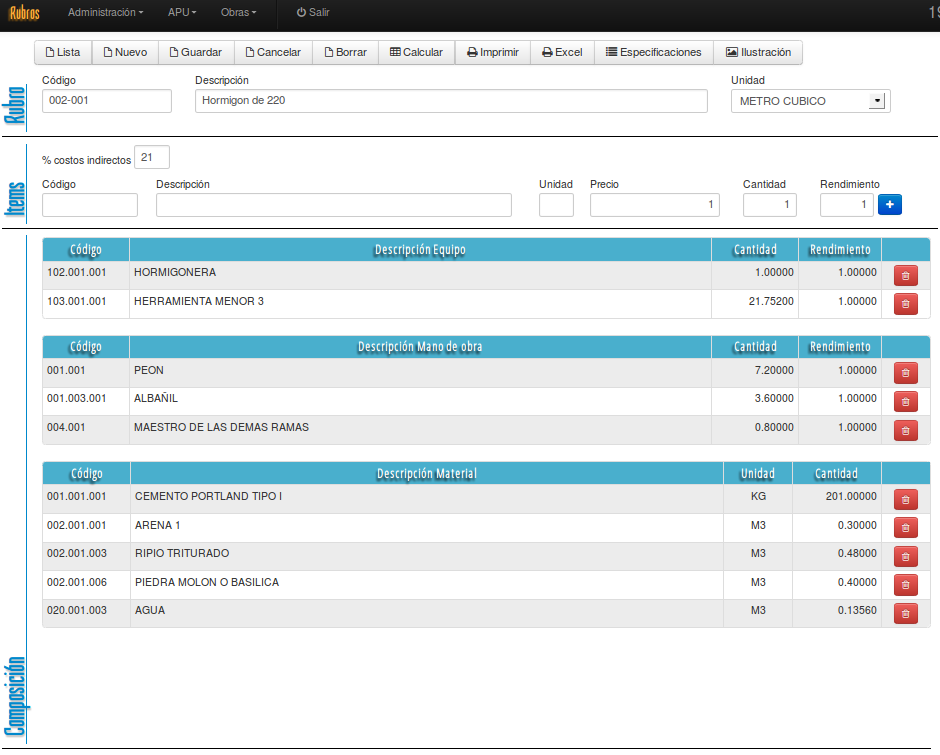 Rubros Administración APU Obras Salir 19
Lista Nuevo Guardar Cancelar Borrar Calcular Imprimir Excel Especificaciones Ilustración
Rubro
Código Descripción Unidad
002-001 Hormigon de 220 METRO CUBICO
Items
% costos indirectos 21
Código Descripción Unidad Precio Cantidad Rendimiento
1 1 1 +
Composición
Código Descripción Equipo Cantidad Rendimiento
102.001.001 HORMIGONERA 1.00000 1.00000
103.001.001 HERRAMIENTA MENOR 3 21.75200 1.00000
Código Descripción Mano de obra Cantidad Rendimiento
001.001 PEON 7.20000 1.00000
001.003.001 ALBAÑIL 3.60000 1.00000
004.001 MAESTRO DE LAS DEMAS RAMAS 0.80000 1.00000
Código Descripción Material Unidad Cantidad
001.001.001 CEMENTO PORTLAND TIPO I KG 201.00000
002.001.001 ARENA 1 M3 0.30000
002.001.003 RIPIO TRITURADO M3 0.48000
002.001.006 PIEDRA MOLON O BASILICA M3 0.40000
020.001.003 AGUA M3 0.13560